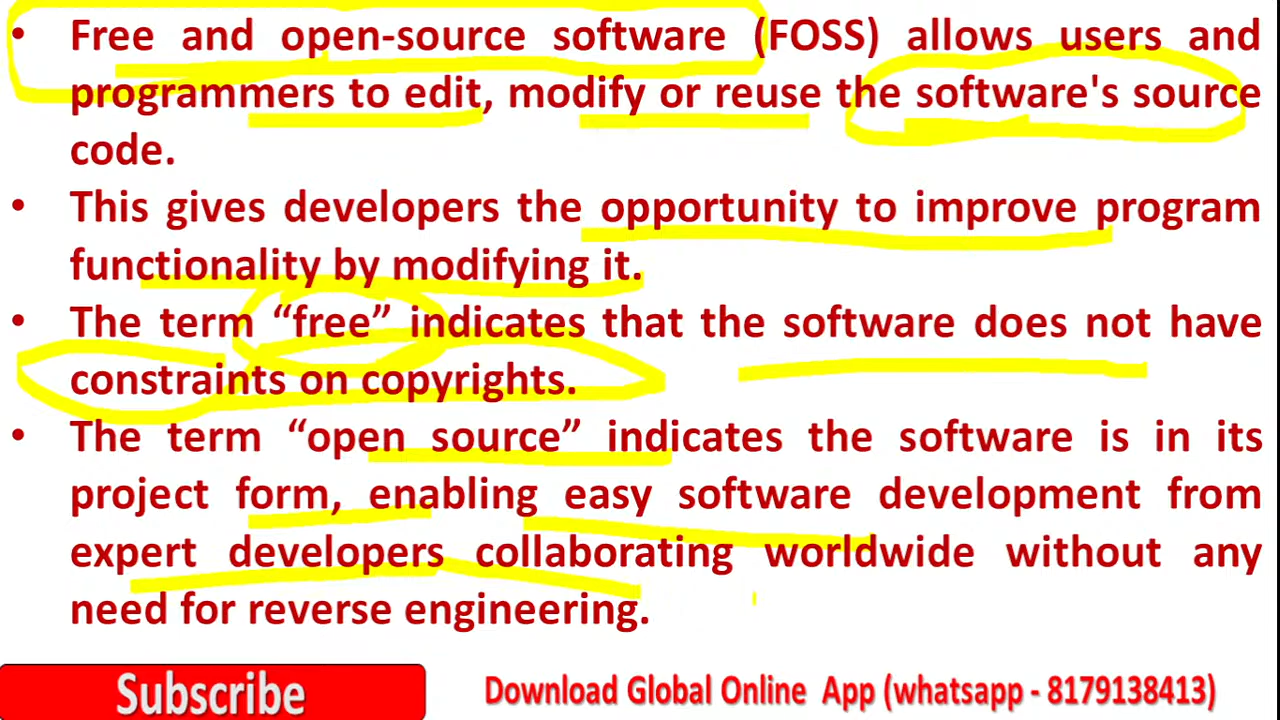 • Free and open-source software (FOSS) allows users and
programmers to edit, modify or reuse the software's source
code.
• This gives developers the opportunity to improve program
functionality by modifying it.
• The term “free” indicates that the software does not have
constraints on copyrights.
• The term “open source” indicates the software is in its
project form, enabling easy software development from
expert developers collaborating worldwide without any
need for reverse engineering.
Subscribe
Download Global Online App (whatsapp - 8179138413)